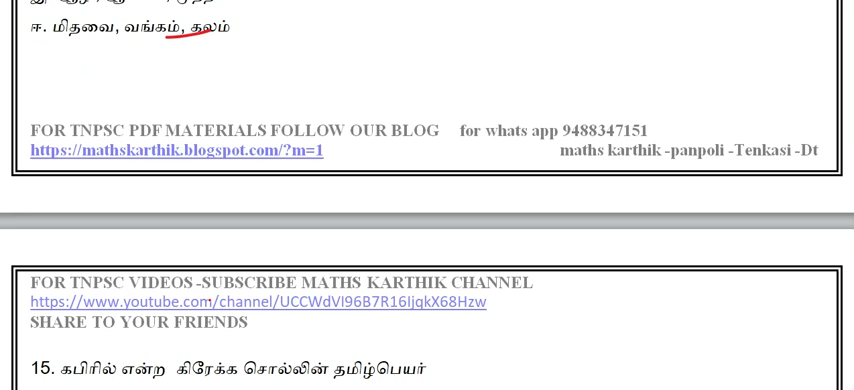 ஈ. மிதவை, வங்கம், தலம்
FOR TNPSC PDF MATERIALS FOLLOW OUR BLOG for whats app 9488347151
https://mathskarthik.blogspot.com/?m=1 maths karthik -panpoli -Tenkasi -Dt
FOR TNPSC VIDEOS -SUBSCRIBE MATHS KARTHIK CHANNEL
https://www.youtube.com/channel/UCCWdVI96B7R16IjqkX68Hzw
SHARE TO YOUR FRIENDS
15. கபிரில் என்ற கிரேக்க சொல்லின் தமிழ்பெயர்